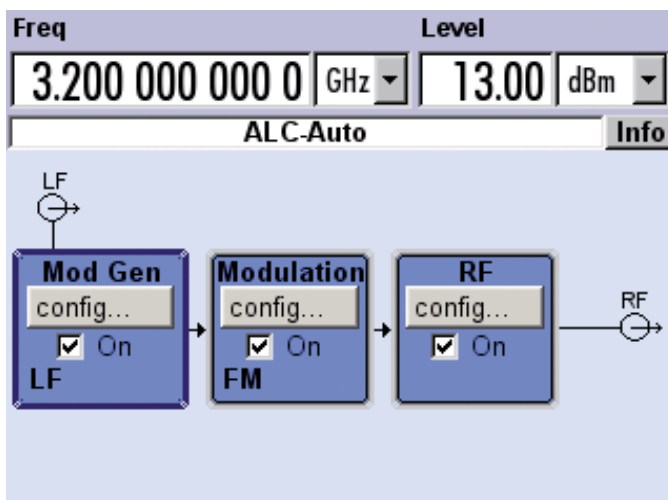 Freq Level
3.200 000 000 0 GHz 13.00 dBm
ALC-Auto Info
LF
Mod Gen Modulation RF
config... config... config... RF
On On On
LF FM